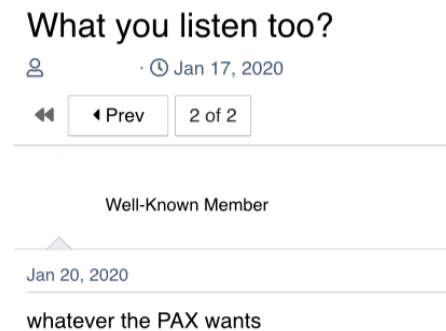 What you listen too?
· Jan 17, 2020
Prev
2 of 2
Well-Known Member
Jan 20, 2020
whatever the PAX wants